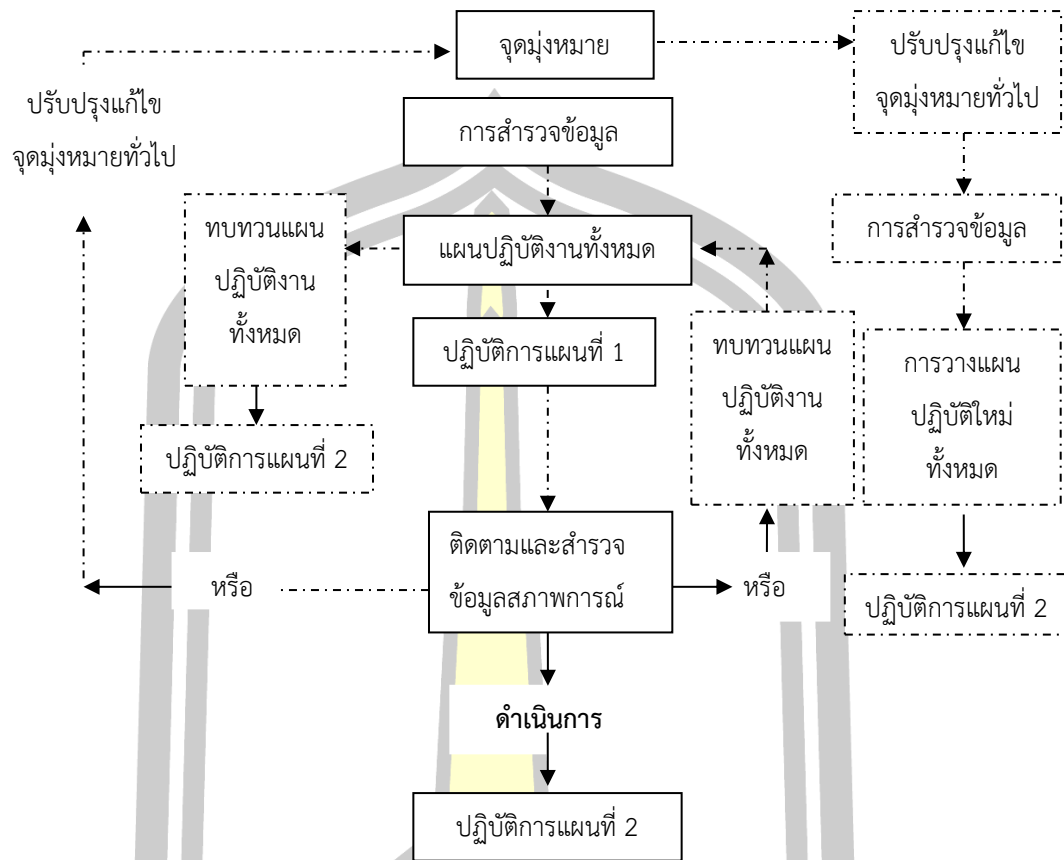 จุดมุ่งหมาย
ปรับปรุงแก้ไข
จุดมุ่งหมายทั่วไป
ปรับปรุงแก้ไข
จุดมุ่งหมายทั่วไป
การสำรวจข้อมูล
ทบทวนแผน
ปฏิบัติงาน
ทั้งหมด
แผนปฏิบัติงานทั้งหมด
การสำรวจข้อมูล
ปฏิบัติการแผนที่ 1
ทบทวนแผน
ปฏิบัติงาน
ทั้งหมด
การวางแผน
ปฏิบัติใหม่
ทั้งหมด
ปฏิบัติการแผนที่ 2
ติดตามและสำรวจ
ข้อมูลสภาพการณ์
หรือ
หรือ
ปฏิบัติการแผนที่ 2
ดำเนินการ
ปฏิบัติการแผนที่ 2